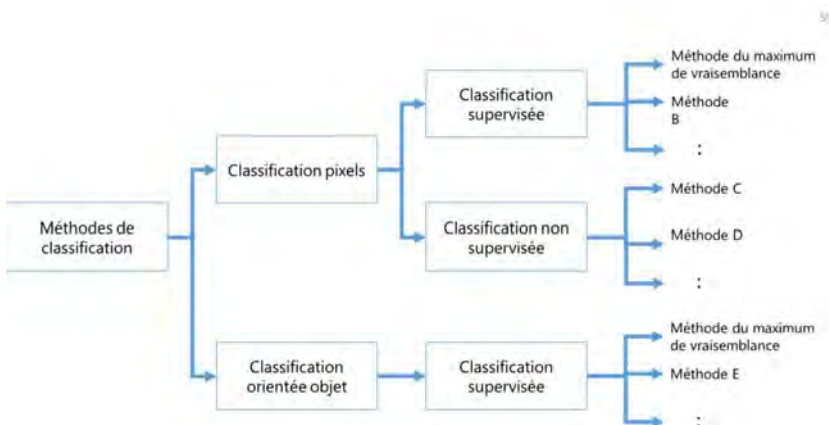 Méthodes de
classification
Classification pixels
Classification
orientée objet
Classification
supervisée
Classification non
supervisée
Classification
supervisée
Méthode du maximum
de vraisemblance
Méthode
B
:
Méthode C
Méthode D
:
Méthode du maximum
de vraisemblance
Méthode E
: